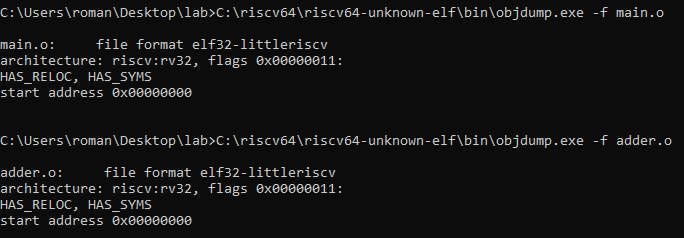 C:\Users\roman\Desktop\lab>C:\riscv64\riscv64-unknown-elf\bin\objdump.exe -f main.o
main.o:     file format elf32-littleriscv
architecture: riscv:rv32, flags 0x00000011:
HAS_RELOC, HAS_SYMS
start address 0x00000000
C:\Users\roman\Desktop\lab>C:\riscv64\riscv64-unknown-elf\bin\objdump.exe -f adder.o
adder.o:     file format elf32-littleriscv
architecture: riscv:rv32, flags 0x00000011:
HAS_RELOC, HAS_SYMS
start address 0x00000000